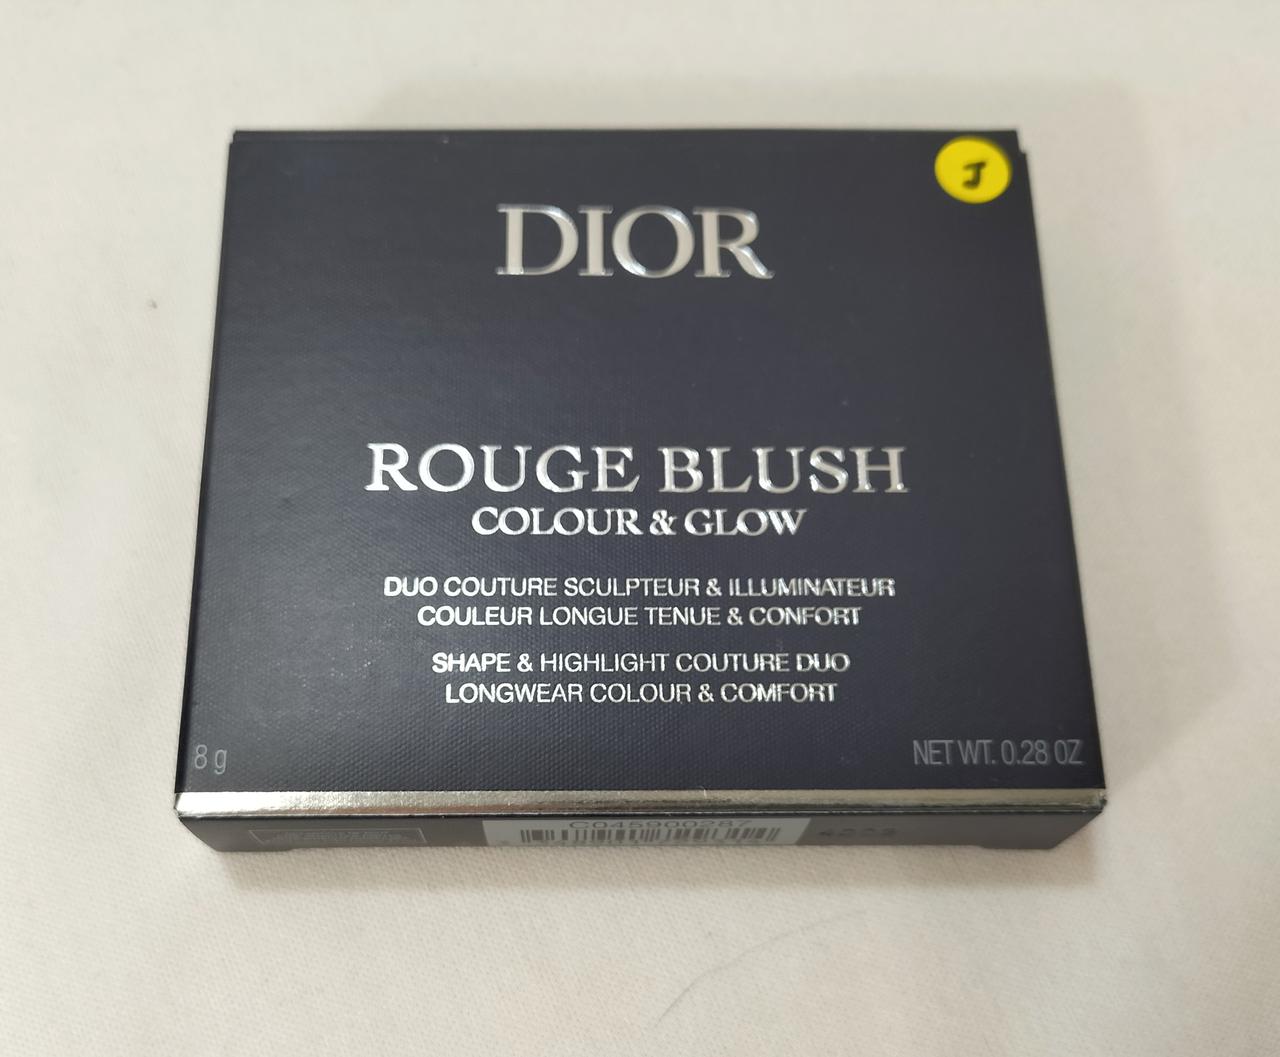 J
DIOR
ROUGE BLUSH
COLOUR & GLOW
DUO COUTURE SCULPTEUR & ILLUMINATEUR
COULEUR LONGUE TENUE & CONFORT
SHAPE & HIGHLIGHT COUTURE DUO
LONGWEAR COLOUR & COMFORT
8 g
NET WT. 0.28 OZ
C045900287